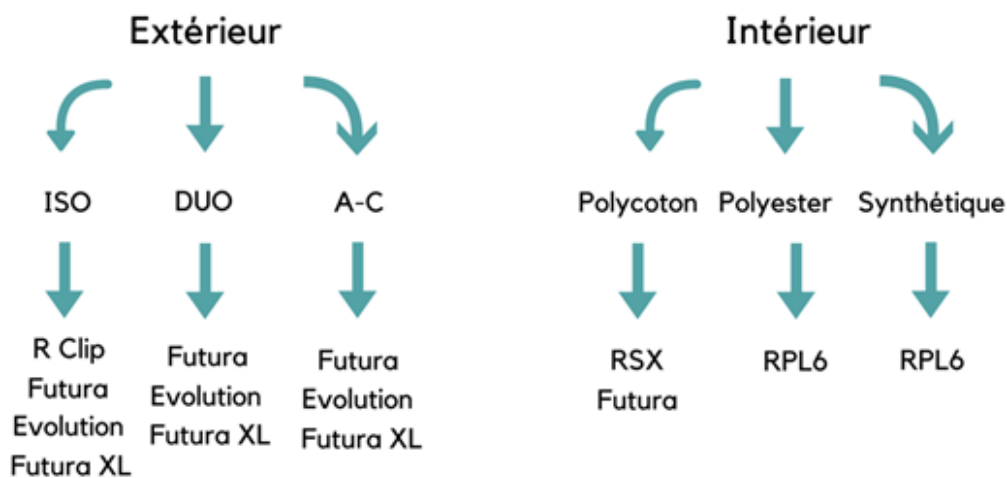 Extérieur
ISO
DUO
A-C
R Clip
Futura
Evolution
Futura XL
Futura
Evolution
Futura XL
Futura
Evolution
Futura XL
Intérieur
Polycoton
Polyester
Synthétique
RSX
Futura
RPL6
RPL6